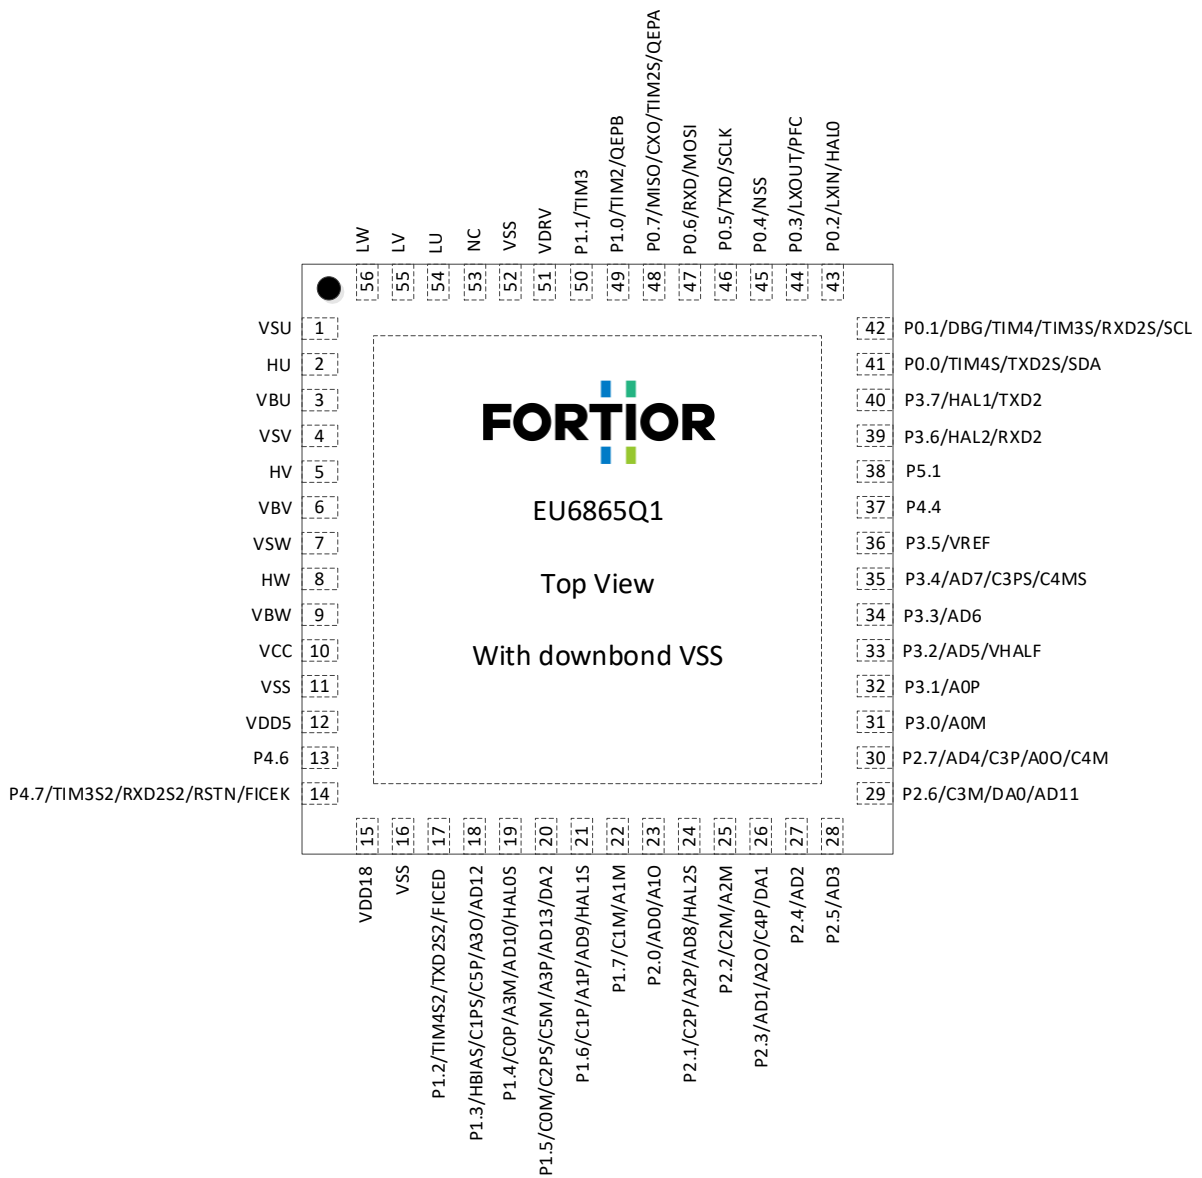 LW
LV
LU
NC
VSS
VDRV
P1.1/TIM3
P1.0/TIM2/QEPB
P0.7/MISO/CXO/TIM2S/QEPA
P0.6/RXD/MOSI
P0.5/TXD/SCLK
P0.4/NSS
P0.3/LXOUT/PFC
P0.2/LXIN/HAL0
56 55 54 53 52 51 50 49 48 47 46 45 44 43
VSU 1
HU 2
VBU 3
VSV 4
HV 5
VBV 6
VSW 7
HW 8
VBW 9
VCC 10
VSS 11
VDD5 12
P4.6 13
P4.7/TIM3S2/RXD2S2/RSTN/FICEK 14
FORTIOR
EU6865Q1
Top View
With downbond VSS
42 P0.1/DBG/TIM4/TIM3S/RXD2S/SCL
41 P0.0/TIM4S/TXD2S/SDA
40 P3.7/HAL1/TXD2
39 P3.6/HAL2/RXD2
38 P5.1
37 P4.4
36 P3.5/VREF
35 P3.4/AD7/C3PS/C4MS
34 P3.3/AD6
33 P3.2/AD5/VHALF
32 P3.1/A0P
31 P3.0/A0M
30 P2.7/AD4/C3P/A0O/C4M
29 P2.6/C3M/DA0/AD11
15 16 17 18 19 20 21 22 23 24 25 26 27 28
VDD18
VSS
P1.2/TIM4S2/TXD2S2/FICED
P1.3/HBIAS/C1PS/C5P/A3O/AD12
P1.4/C0P/A3M/AD10/HAL0S
P1.5/C0M/C2PS/C5M/A3P/AD13/DA2
P1.6/C1P/A1P/AD9/HAL1S
P1.7/C1M/A1M
P2.0/AD0/A1O
P2.1/C2P/A2P/AD8/HAL2S
P2.2/C2M/A2M
P2.3/AD1/A2O/C4P/DA1
P2.4/AD2
P2.5/AD3